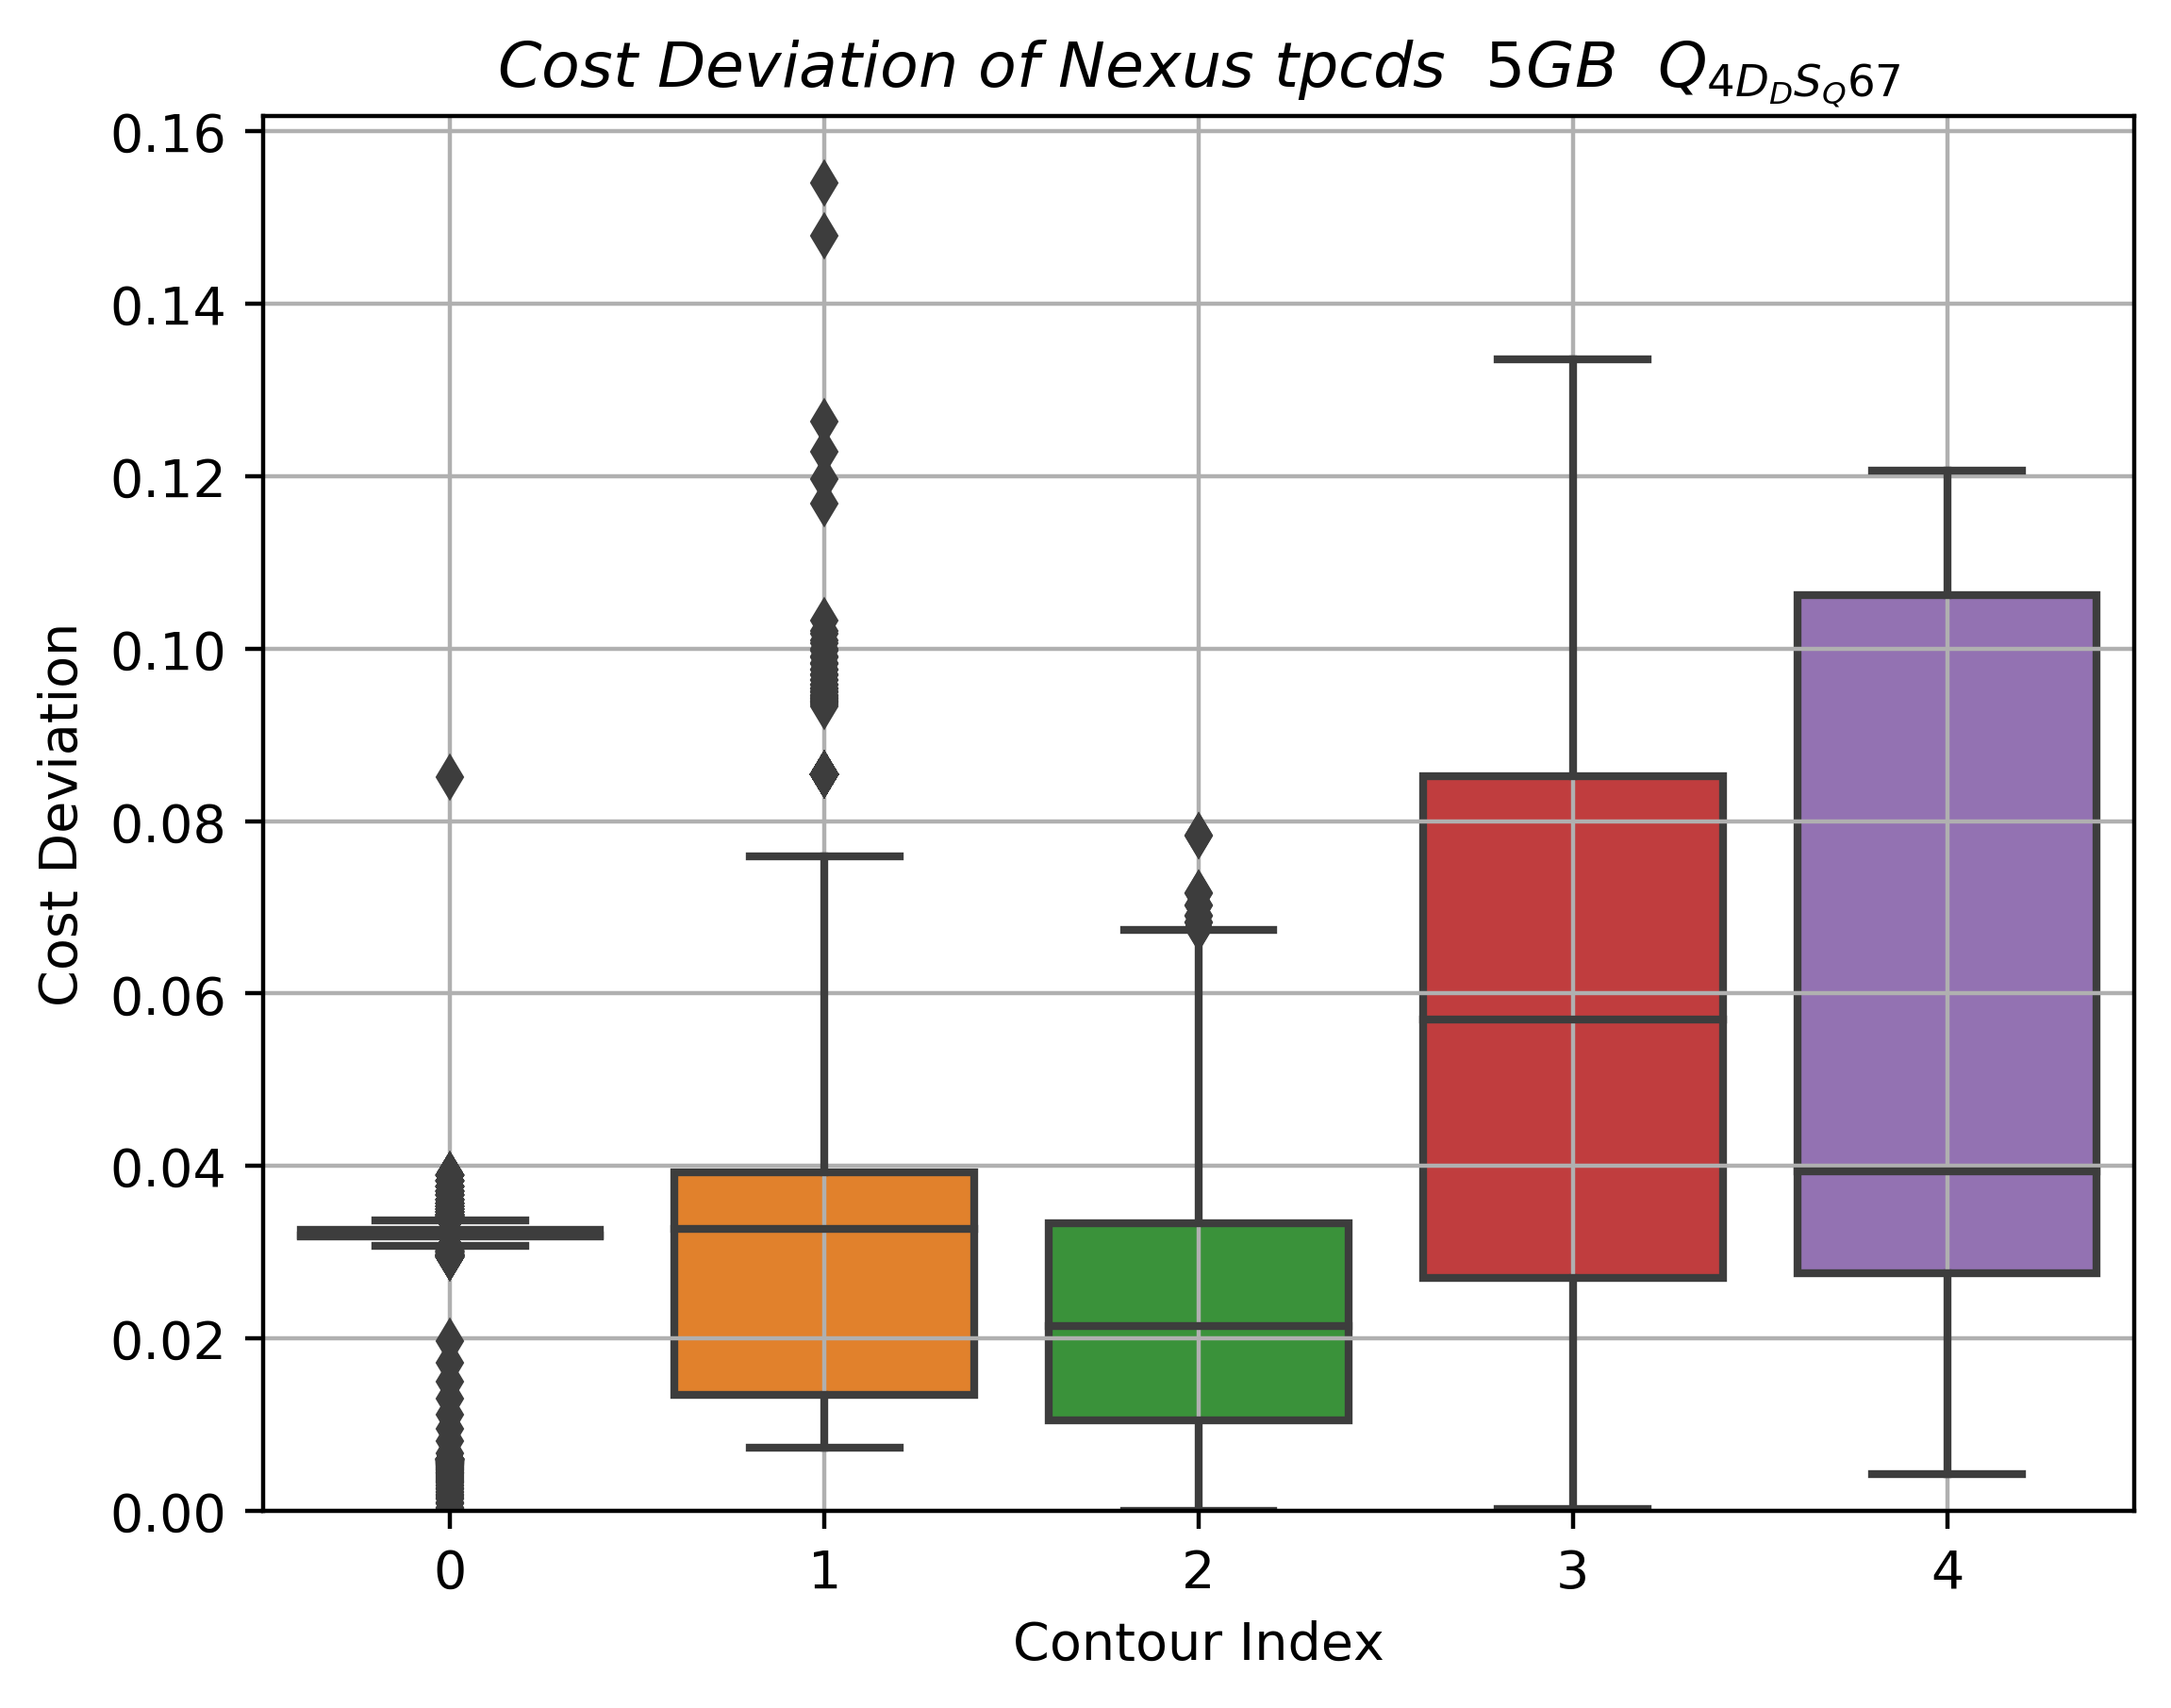 Cost Deviation of Nexus tpcds 5GB Q4D_DS_Q67
0.16
0.14
0.12
0.10
0.08
0.06
0.04
0.02
0.00
Cost Deviation
0 1 2 3 4
Contour Index